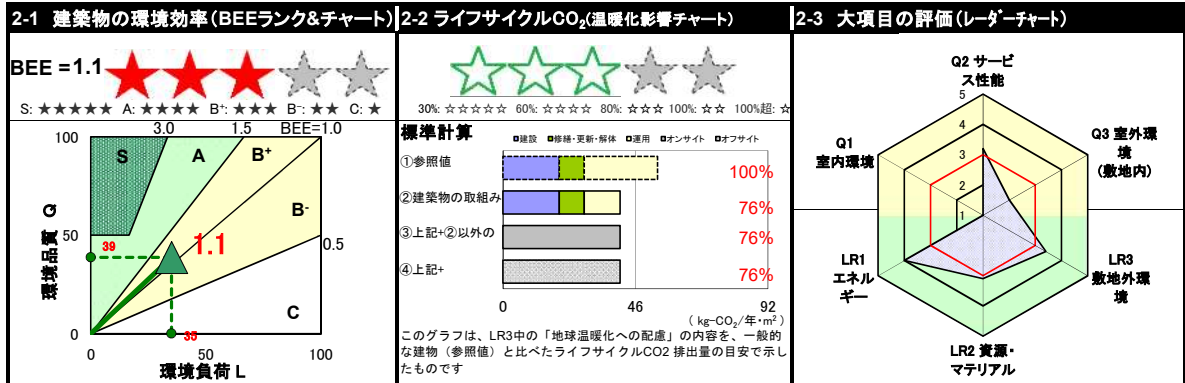 2-1 建築物の環境効率(BEEランク&チャート)
BEE =1.1
S: ★★★★★ A: ★★★★ B⁺: ★★★ B⁻: ★★ C: ★
3.0 1.5 BEE=1.0
100
S A B⁺
B⁻
0.5
50
39
1.1
C
環境品質 Q
0
35
0 50 100
環境負荷 L
2-2 ライフサイクルCO₂(温暖化影響チャート)
30%: ☆☆☆☆☆ 60%: ☆☆☆☆ 80%: ☆☆☆ 100%: ☆☆ 100%超: ☆
標準計算
建設 修繕・更新・解体 運用 オンサイト オフサイト
①参照値 100%
②建築物の取組み 76%
③上記+②以外の 76%
④上記+ 76%
0 46 92
( kg-CO₂/年・m² )
このグラフは、LR3中の「地球温暖化への配慮」の内容を、一般的
な建物(参照値)と比べたライフサイクルCO2 排出量の目安で示し
たものです
2-3 大項目の評価(レーダーチャート)
Q2 サービ
ス性能
5
4
3
2
1
Q1
室内環境
Q3 室外環
境
(敷地内)
LR1
エネル
ギー
LR3
敷地外環
境
LR2 資源・
マテリアル